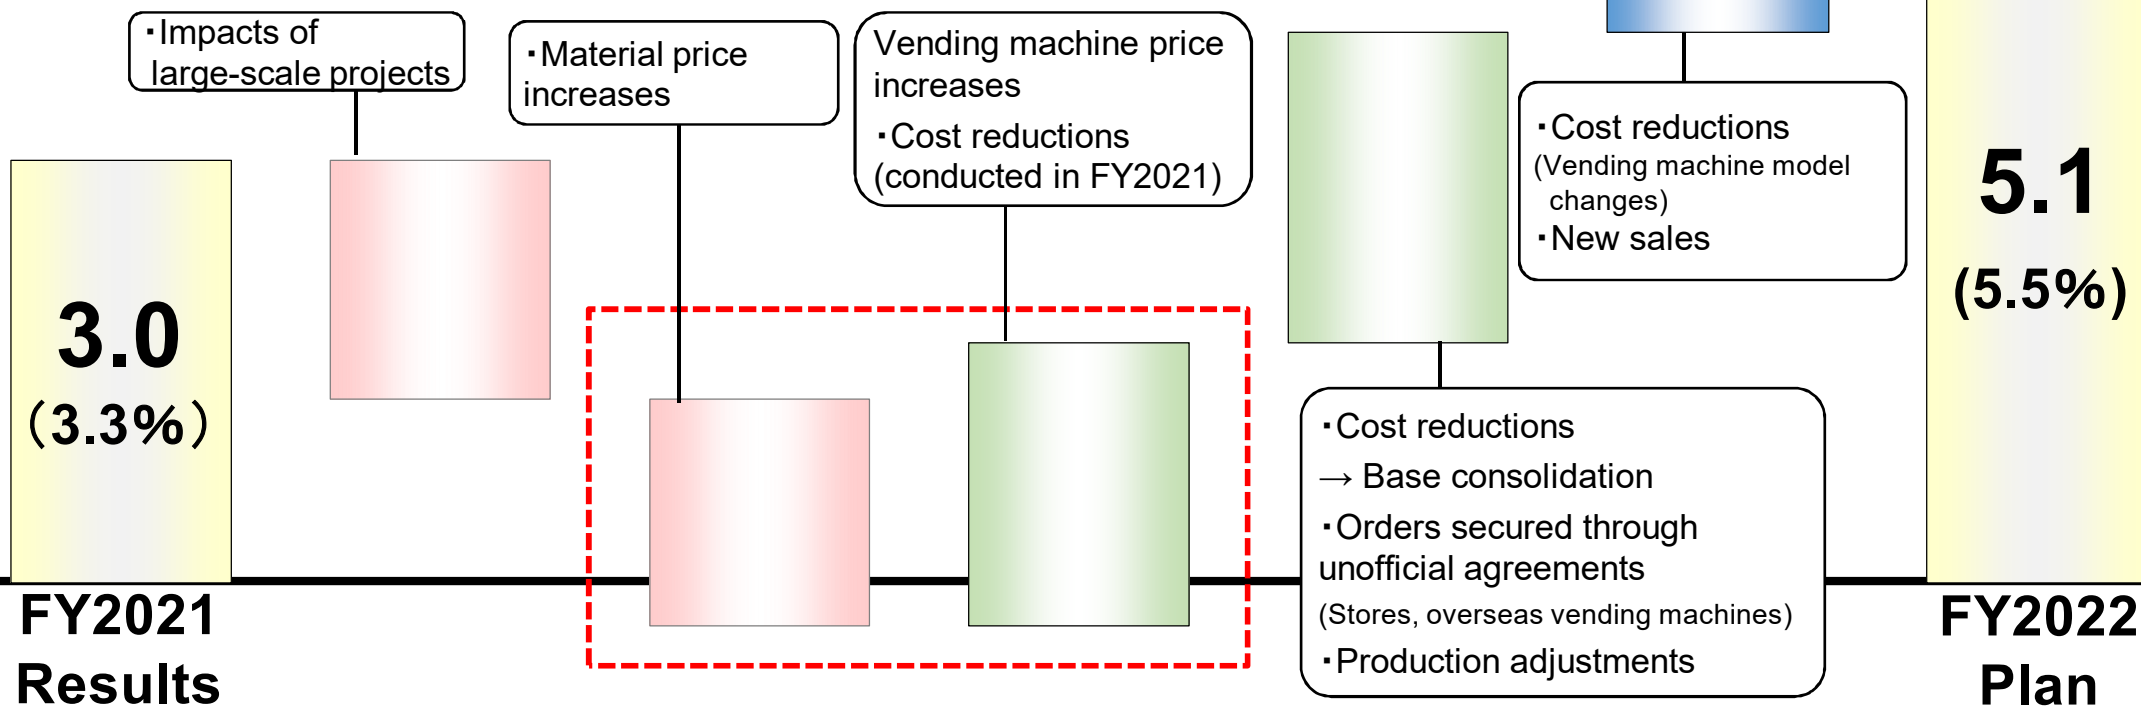 ・Impacts of
large-scale projects
・Material price
increases
Vending machine price
increases
・Cost reductions
(conducted in FY2021)
・Cost reductions
(Vending machine model
changes)
・New sales
3.0
（3.3%）
5.1
(5.5%)
・Cost reductions
→ Base consolidation
・Orders secured through
unofficial agreements
(Stores, overseas vending machines)
・Production adjustments
FY2021
Results
FY2022
Plan